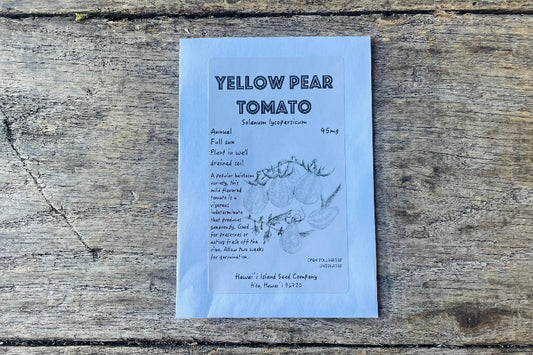 YELLOW PEAR
TOMATO
Solanum lycopersicum
Annual 95mg
Full sun
Plant in well
drained soil
A popular heirloom
variety, this
mild flavored
tomato is a
vigorous
indeterminate
that produces
generously. Good
for preserves or
eating fresh off the
vine. Allow two weeks
for germination.
OPEN POLLINATED
UNTREATED
Hawai'i Island Seed Company
Hilo, Hawai'i 96720